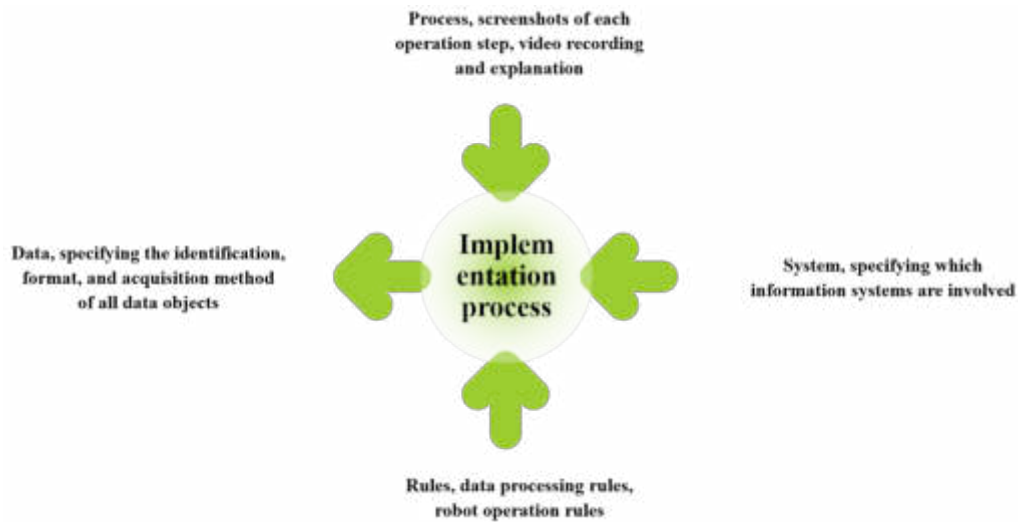 Process, screenshots of each
operation step, video recording
and explanation
Data, specifying the identification,
format, and acquisition method
of all data objects
Implem
entation
process
System, specifying which
information systems are involved
Rules, data processing rules,
robot operation rules